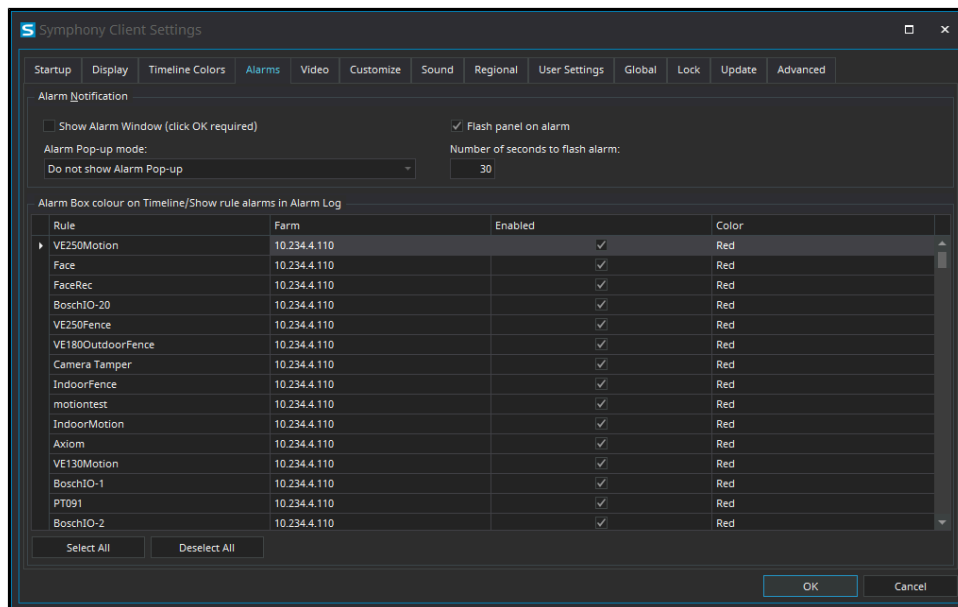 S Symphony Client Settings
Startup Display Timeline Colors Alarms Video Customize Sound Regional User Settings Global Lock Update Advanced
Alarm Notification
Show Alarm Window (click OK required) Flash panel on alarm
Alarm Pop-up mode: Number of seconds to flash alarm:
Do not show Alarm Pop-up 30
Alarm Box colour on Timeline/Show rule alarms in Alarm Log
Rule Farm Enabled Color
VE250Motion 10.234.4.110 Red
Face 10.234.4.110 Red
FaceRec 10.234.4.110 Red
BoschIO-20 10.234.4.110 Red
VE250Fence 10.234.4.110 Red
VE180OutdoorFence 10.234.4.110 Red
Camera Tamper 10.234.4.110 Red
IndoorFence 10.234.4.110 Red
motiontest 10.234.4.110 Red
IndoorMotion 10.234.4.110 Red
Axiom 10.234.4.110 Red
VE130Motion 10.234.4.110 Red
BoschIO-1 10.234.4.110 Red
PT091 10.234.4.110 Red
BoschIO-2 10.234.4.110 Red
Select All Deselect All
OK Cancel